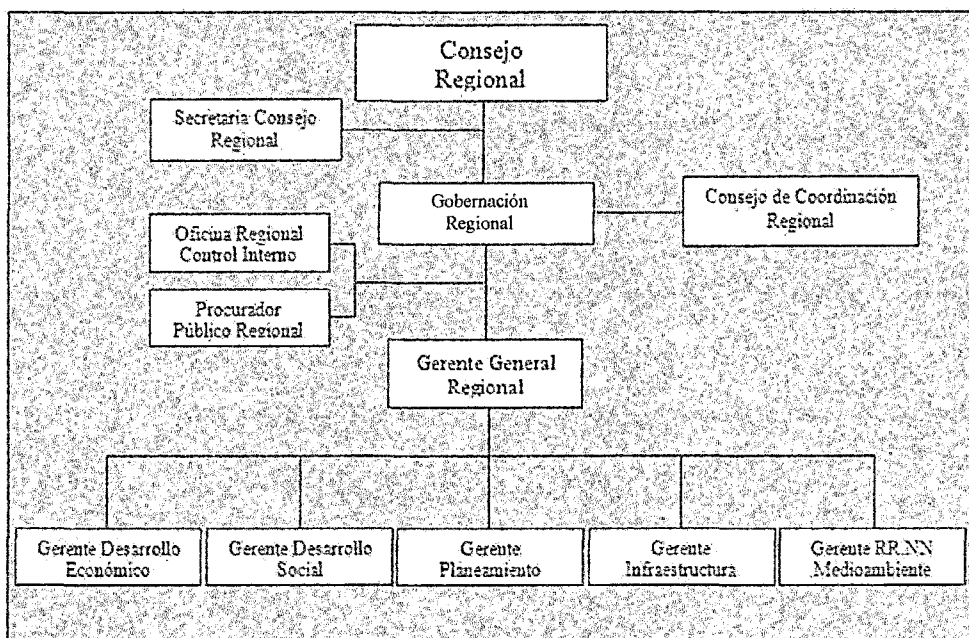 Consejo
Regional
Secretaria Consejo
Regional
Gobernación
Regional
Consejo de Coordinación
Regional
Oficina Regional
Control Interno
Procurador
Público Regional
Gerente General
Regional
Gerente Desarrollo
Económico
Gerente Desarrollo
Social
Gerente
Planeamiento
Gerente
Infraestructura
Gerente RR.NN
Medioambiente